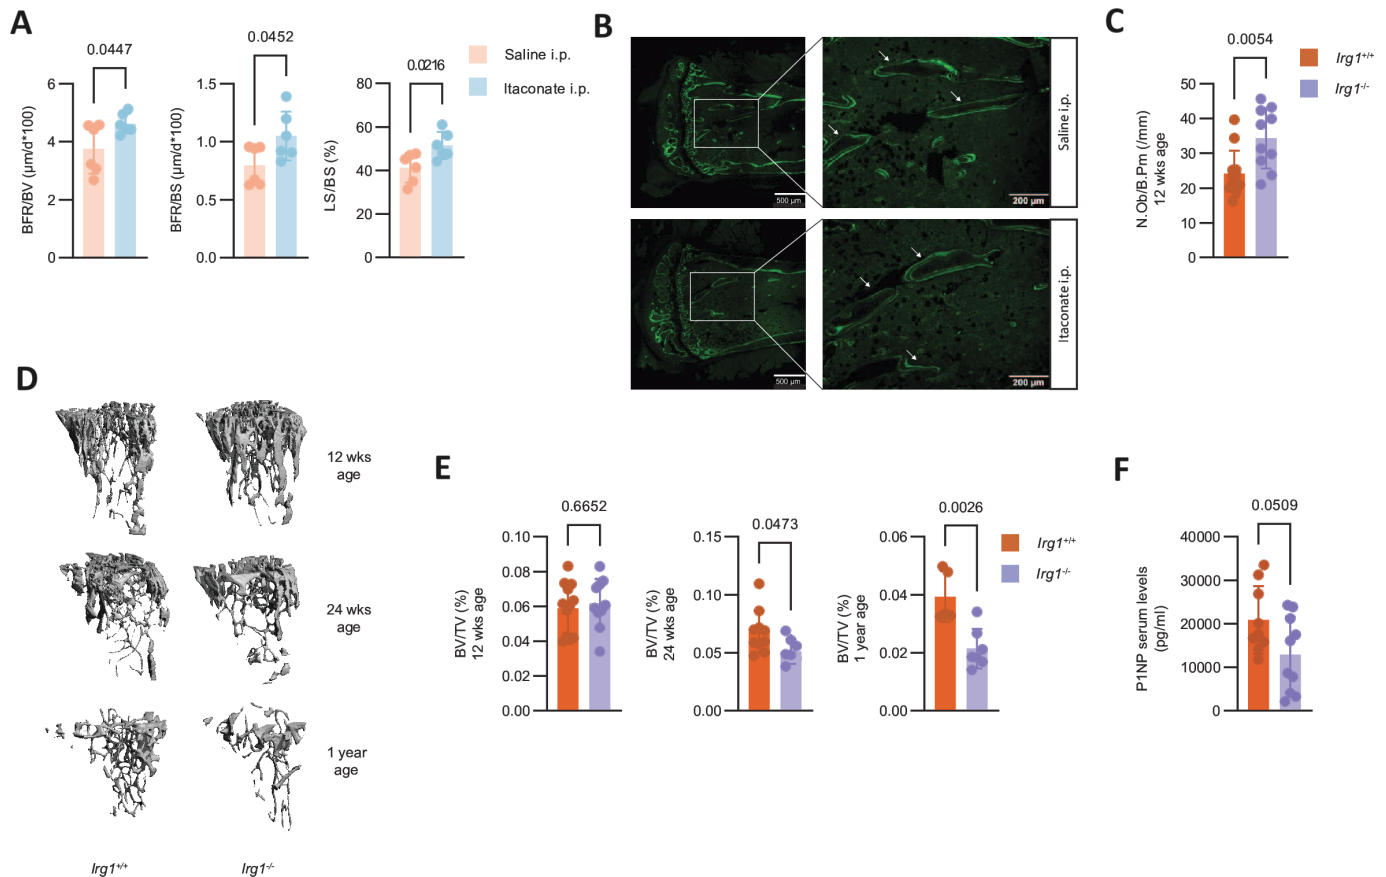 A
0.0447
BFR/BV (µm/d*100)
6
4
2
0
0.0452
BFR/BS (µm/d*100)
1.5
1.0
0.5
0.0
0.0216
LS/BS (%)
80
60
40
20
0
Saline i.p.
Itaconate i.p.
B
500 µm
200 µm
Saline i.p.
500 µm
200 µm
Itaconate i.p.
C
0.0054
N.Ob/B.Pm (/mm)
12 wks age
50
40
30
20
10
0
Irg1+/+
Irg1-/-
D
12 wks
age
24 wks
age
1 year
age
Irg1+/+
Irg1-/-
E
0.6652
BV/TV (%)
12 wks age
0.10
0.08
0.06
0.04
0.02
0.00
0.0473
BV/TV (%)
24 wks age
0.15
0.10
0.05
0.00
0.0026
BV/TV (%)
1 year age
0.06
0.04
0.02
0.00
Irg1+/+
Irg1-/-
F
0.0509
P1NP serum levels
(pg/ml)
40000
30000
20000
10000
0